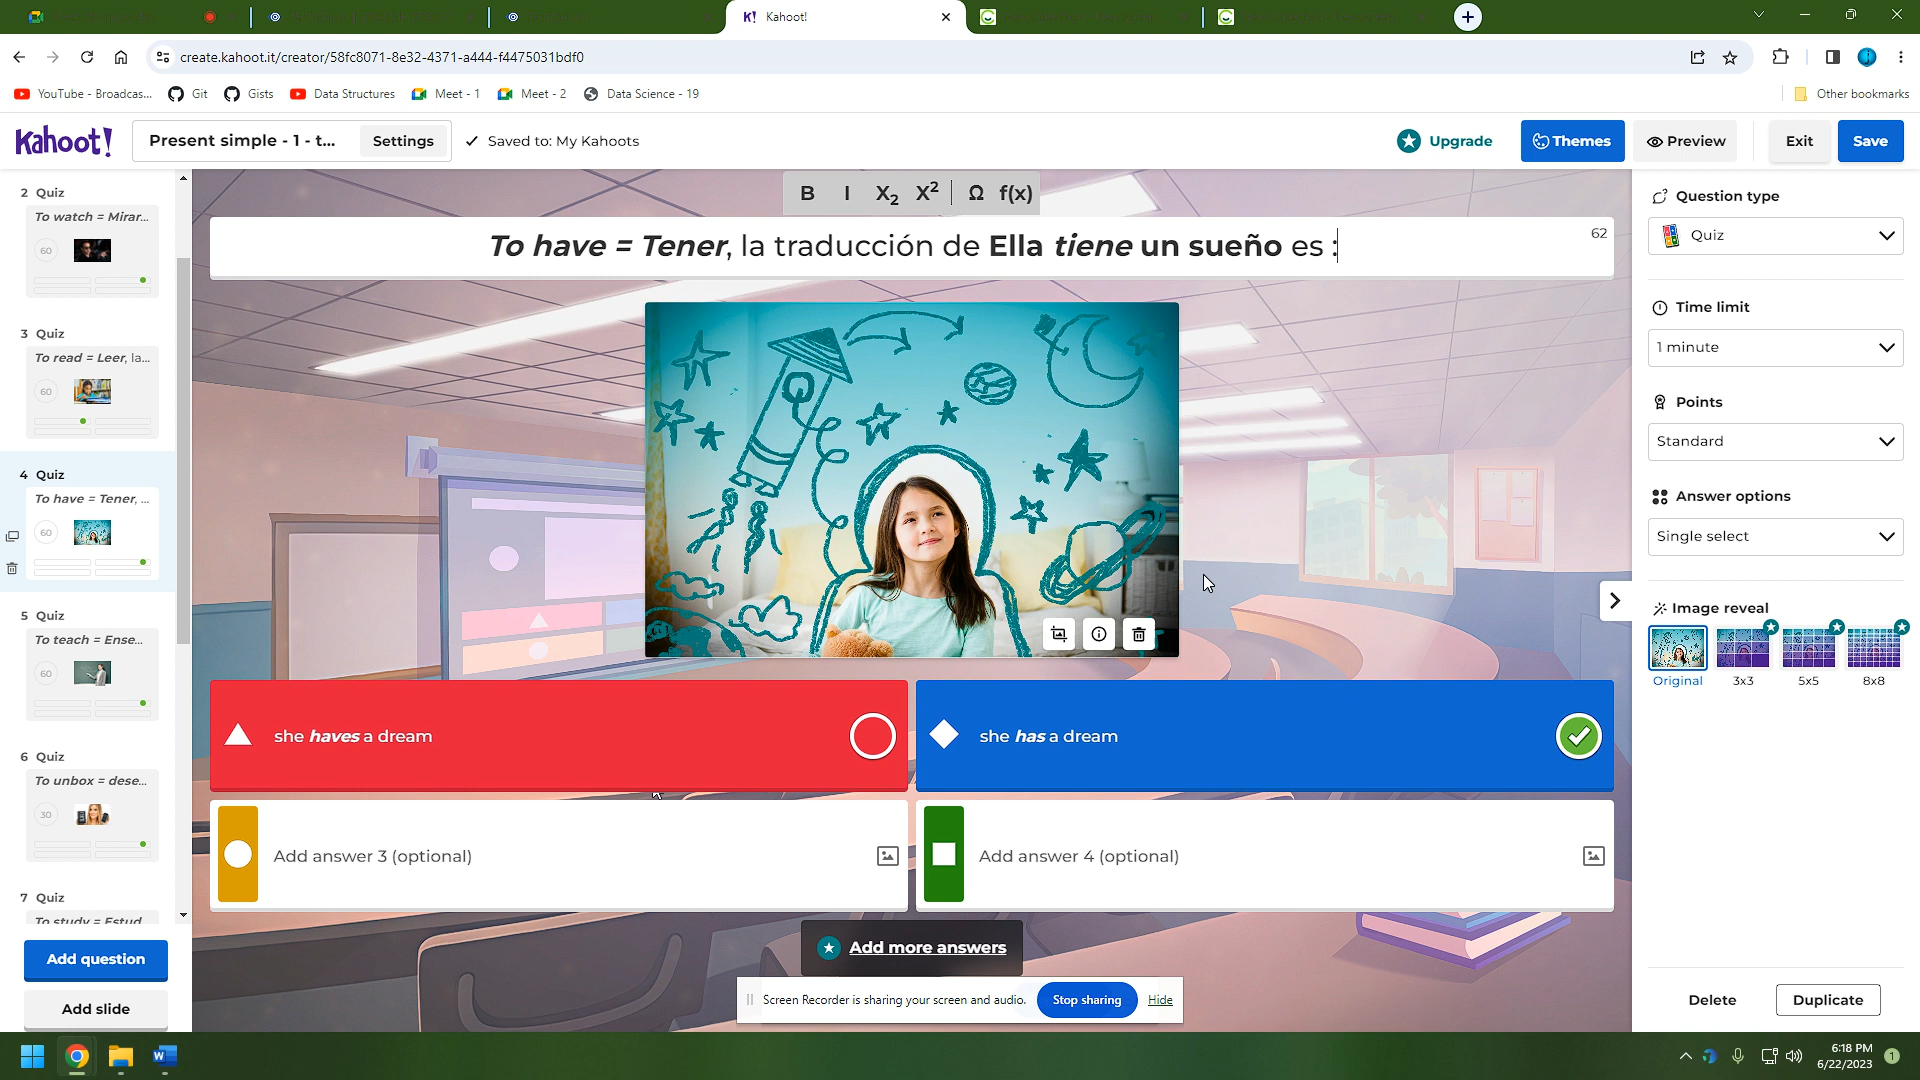 Kahoot!
create.kahoot.it/creator/58fc8071-8e32-4371-a444-f4475031bdf0
YouTube - Broadcas...
Git
Gists
Data Structures
Meet - 1
Meet - 2
Data Science - 19
Other bookmarks
Kahoot!
Present simple - 1 - t...
Settings
Saved to: My Kahoots
Upgrade
Themes
Preview
Exit
Save
2 Quiz
To watch = Mirar...
60
3 Quiz
To read = Leer, la...
60
4 Quiz
To have = Tener, ...
60
5 Quiz
To teach = Ense...
60
6 Quiz
To unbox = dese...
30
7 Quiz
To study = Estud
Add question
Add slide
B I X2 X2 Ω f(x)
To have = Tener, la traducción de Ella tiene un sueño es :
62
she haves a dream
she has a dream
Add answer 3 (optional)
Add answer 4 (optional)
Add more answers
Screen Recorder is sharing your screen and audio.
Stop sharing
Hide
Question type
Quiz
Time limit
1 minute
Points
Standard
Answer options
Single select
Image reveal
Original
3x3
5x5
8x8
Delete
Duplicate
6:18 PM
6/22/2023
1